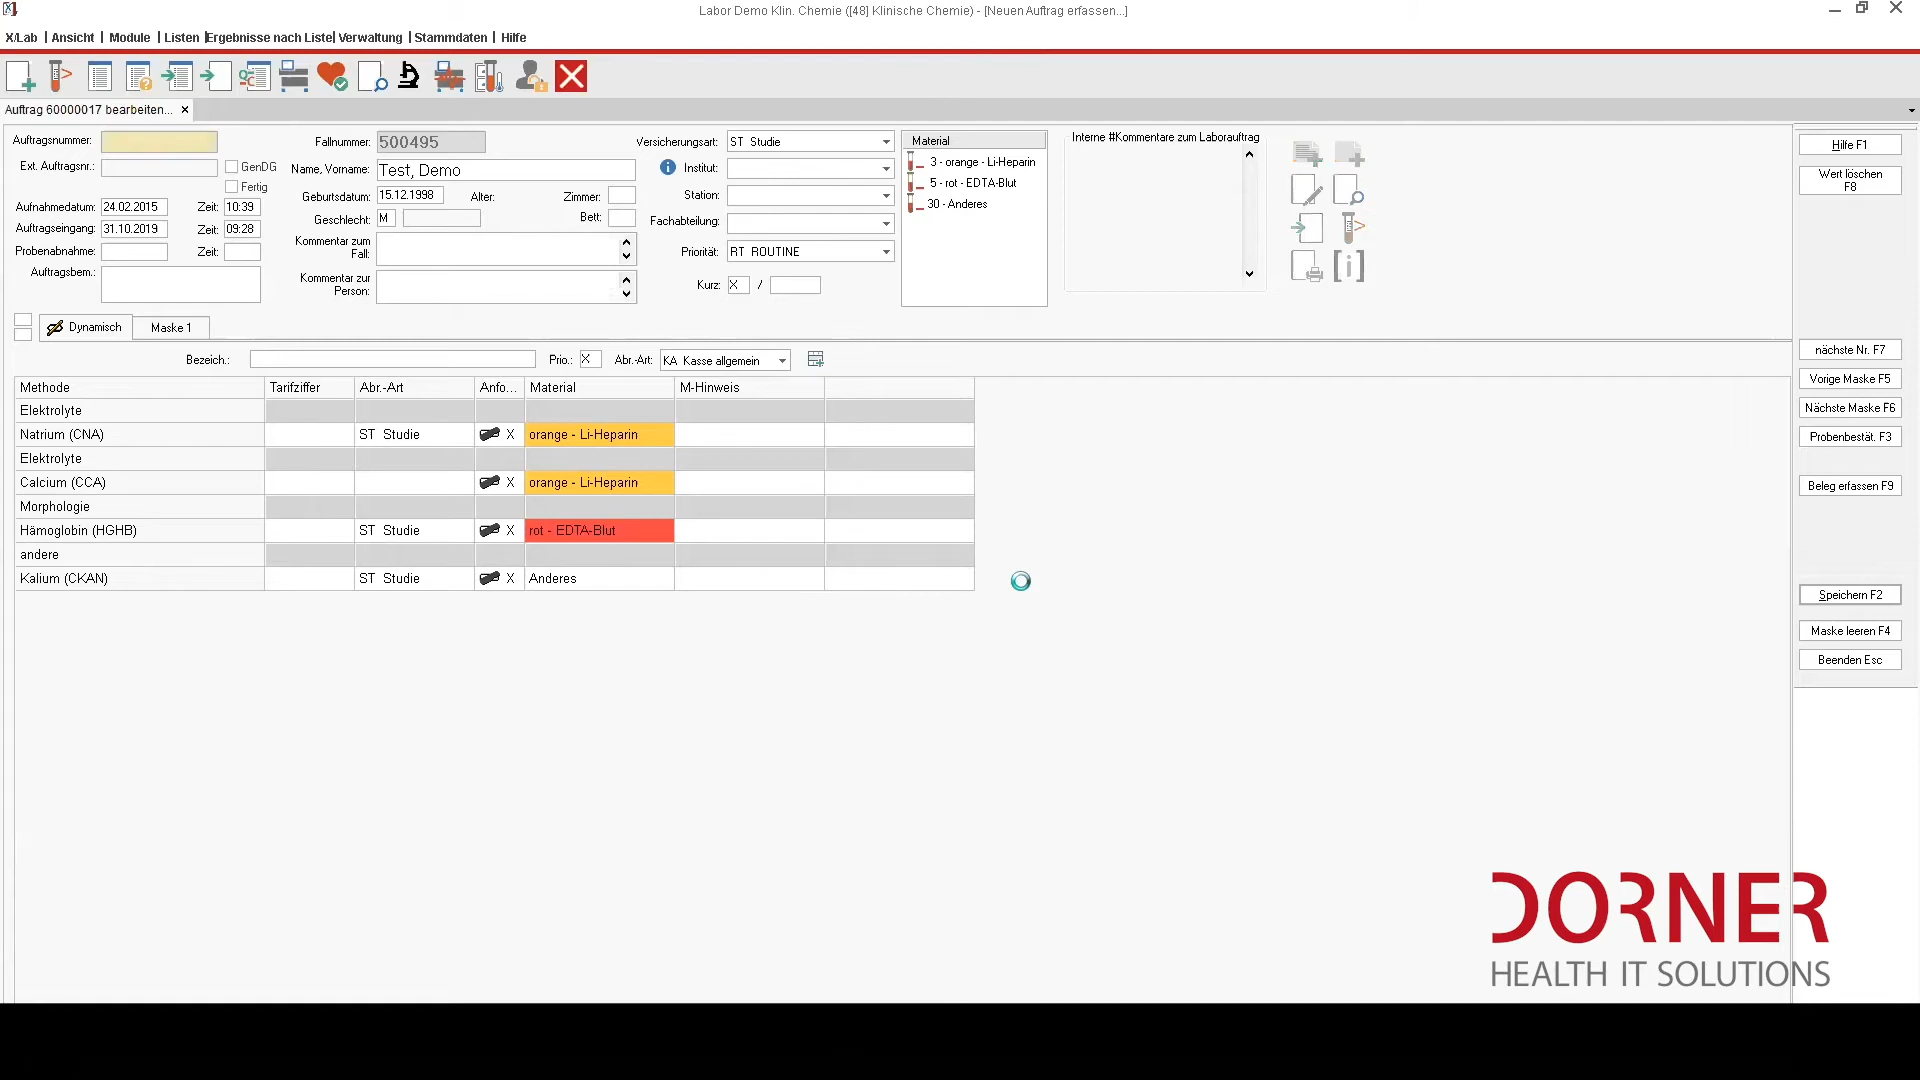 Labor Demo Klin. Chemie ([48] Klinische Chemie) - [Neuen Auftrag erfassen...]
X/Lab | Ansicht | Module | Listen |Ergebnisse nach Liste| Verwaltung | Stammdaten | Hilfe
Auftrag 60000017 bearbeiten... ×
Auftragsnummer:
Ext. Auftragsnr.:
GenDG
Fertig
Aufnahmedatum: 24.02.2015 Zeit: 10:39
Auftragseingang: 31.10.2019 Zeit: 09:28
Probenabnahme: Zeit:
Auftragsbem.:
Fallnummer: 500495
Name, Vorname: Test, Demo
Geburtsdatum: 15.12.1998 Alter: Zimmer:
Geschlecht: M Bett:
Kommentar zum
Fall:
Kommentar zur
Person:
Versicherungsart: ST Studie
Institut:
Station:
Fachabteilung:
Priorität: RT ROUTINE
Kurz: X /
Material
3 - orange - Li-Heparin
5 - rot - EDTA-Blut
30 - Anderes
Interne #Kommentare zum Laborauftrag
Hilfe F1
Wert löschen
F8
nächste Nr. F7
Vorige Maske F5
Nächste Maske F6
Probenbestät. F3
Beleg erfassen F9
Speichern F2
Maske leeren F4
Beenden Esc
Dynamisch Maske 1
Bezeich.: Prio.: X Abr.-Art: KA Kasse allgemein
Methode Tarifziffer Abr.-Art Anfo... Material M-Hinweis
Elektrolyte
Natrium (CNA) ST Studie X orange - Li-Heparin
Elektrolyte
Calcium (CCA) X orange - Li-Heparin
Morphologie
Hämoglobin (HGHB) ST Studie X rot - EDTA-Blut
andere
Kalium (CKAN) ST Studie X Anderes
DORNER
HEALTH IT SOLUTIONS